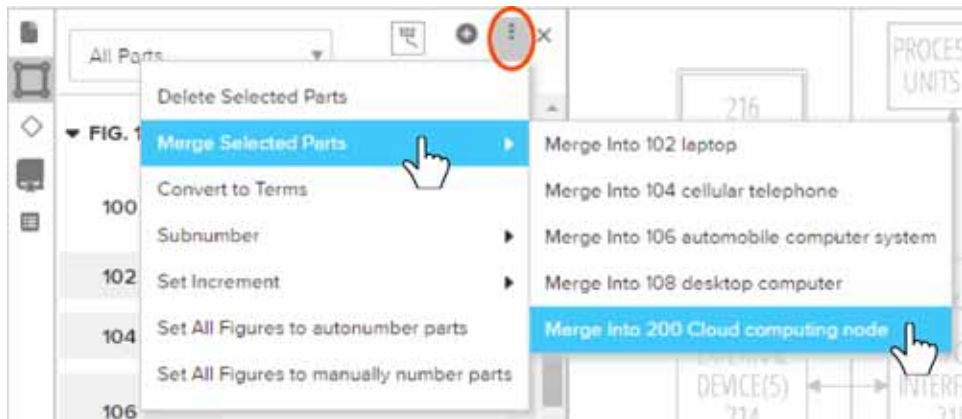 102
All Parts
PROCES
UNITS
216
Delete Selected Parts
FIG. 1
Merge Selected Parts
Merge Into 102 laptop
Convert to Terms
Merge Into 104 cellular telephone
100
Subnumber
Merge Into 106 automobile computer system
102
Set Increment
Merge Into 108 desktop computer
104
Set All Figures to autonumber parts
Merge Into 200 Cloud computing node
Set All Figures to manually number parts
DEVICE(S)
INTERF
214
106